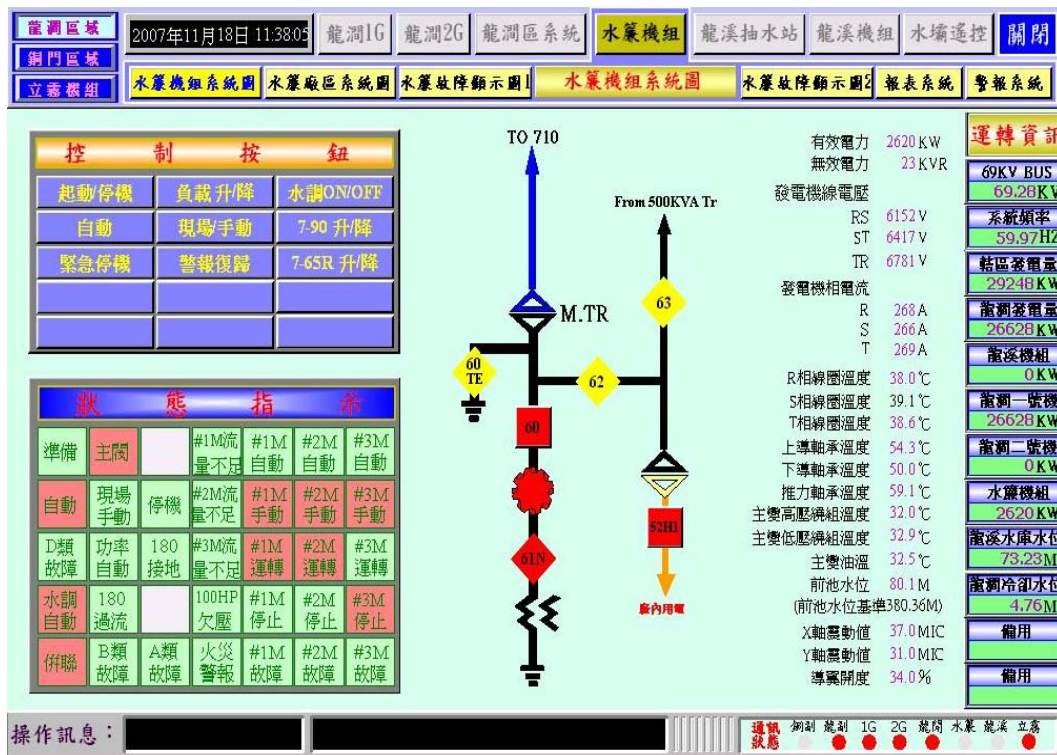 龍澗區域
銅門區域
立霧機組
2007年11月18日 11:38:05
龍澗1G
龍澗2G
龍澗區系統
水簾機組
龍溪抽水站
龍溪機組
水壩遙控
關閉
水簾機組系統圖
水簾廠區系統圖
水簾故障顯示圖1
水簾機組系統圖
水簾故障顯示圖2
報表系統
警報系統
控制按鈕
起動/停機 負載 升/降 水調ON/OFF
自動 現場/手動 7-90 升/降
緊急停機 警報復歸 7-65R 升/降
狀態指示
準備 主閥 #1M流量不足 #1M自動 #2M自動 #3M自動
自動 現場手動 停機 #2M流量不足 #1M手動 #2M手動 #3M手動
D類故障 功率自動 180接地 #3M流量不足 #1M運轉 #2M運轉 #3M運轉
水調自動 180過流 100HP欠壓 #1M停止 #2M停止 #3M停止
併聯 B類故障 A類故障 火災警報 #1M故障 #2M故障 #3M故障
TO 710
From 500KVA Tr
M.TR
63
60 TE
62
60
61N
52H1
廠內用電
有效電力 2620 KW
無效電力 23 KVR
發電機線電壓
RS 6152 V
ST 6417 V
TR 6781 V
發電機相電流
R 268 A
S 266 A
T 269 A
R相線圈溫度 38.0℃
S相線圈溫度 39.1℃
T相線圈溫度 38.6℃
上導軸承溫度 54.3℃
下導軸承溫度 50.0℃
推力軸承溫度 59.1℃
主變高壓繞組溫度 32.0℃
主變低壓繞組溫度 32.9℃
主變油溫 32.5℃
前池水位 80.1 M
(前池水位基準380.36M)
X軸震動值 37.0 MIC
Y軸震動值 31.0 MIC
導翼開度 34.0 %
運轉資訊
69KV BUS
69.28KV
系統頻率
59.97HZ
轄區發電量
29248KW
龍澗發電量
26628KW
龍溪機組
0KW
龍澗一號機
26628KW
龍澗二號機
0KW
水簾機組
2620KW
龍溪水庫水位
73.23M
龍澗冷卻水位
4.76M
備用
備用
操作訊息：
通訊狀態
銅副 龍副 1G 2G 龍開 水簾 龍溪 立霧